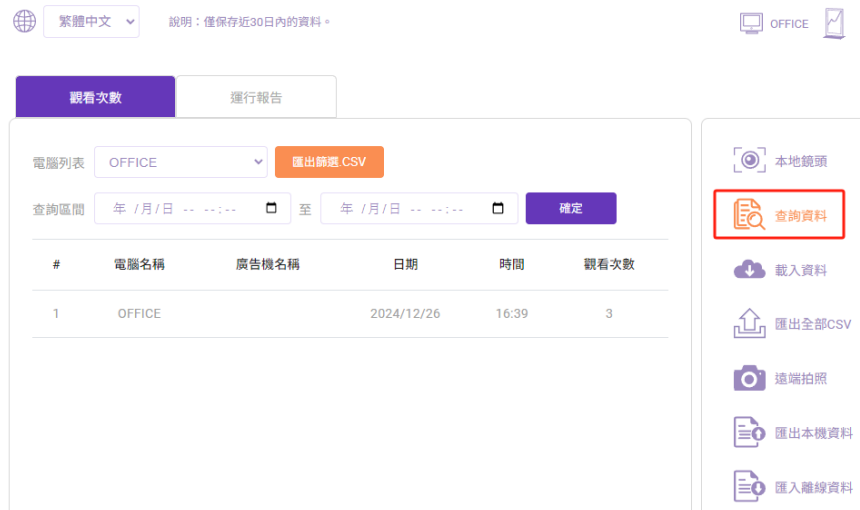 繁體中文
說明：僅保存近30日內的資料。
OFFICE
觀看次數
運行報告
電腦列表 OFFICE 匯出篩選 CSV
查詢區間 年 /月/日 -- --:-- 至 年 /月/日 -- --:-- 確定
# 電腦名稱 廣告機名稱 日期 時間 觀看次數
1 OFFICE 2024/12/26 16:39 3
本地鏡頭
查詢資料
載入資料
匯出全部CSV
遠端拍照
匯出本機資料
匯入離線資料